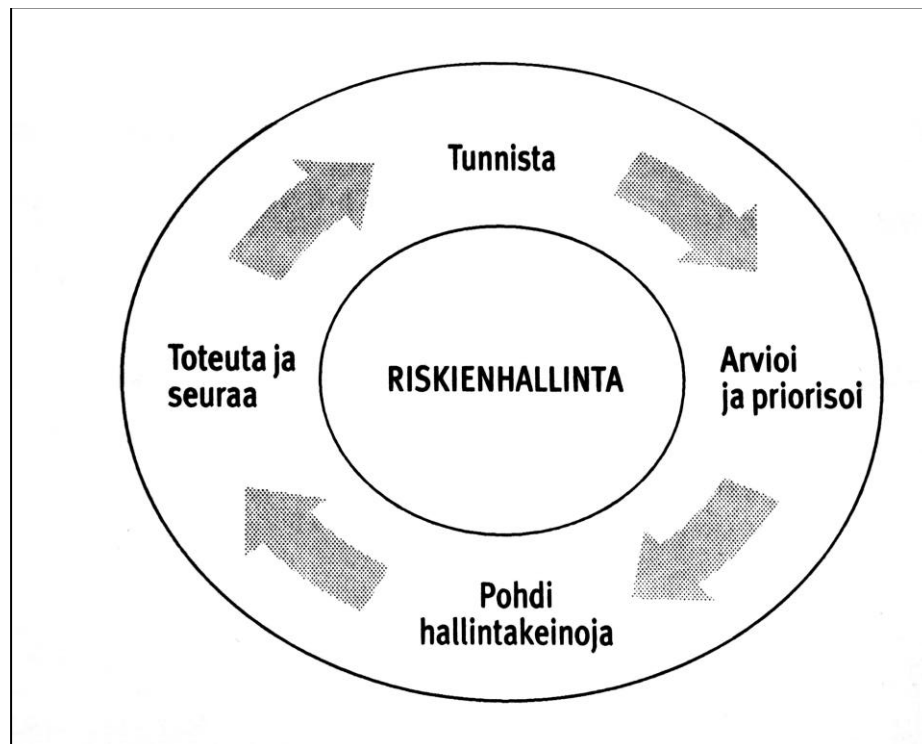 Tunnista
Arvioi
ja priorisoi
Pohdi
hallintakeinoja
Toteuta ja
seuraa
RISKIENHALLINTA